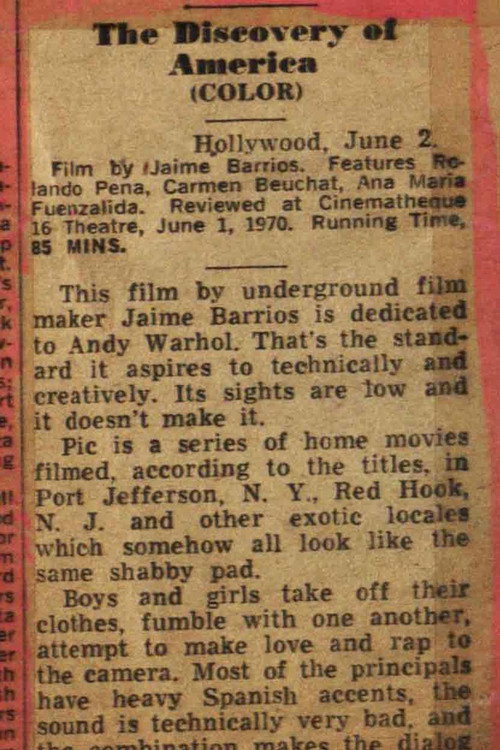 The Discovery of
America
(COLOR)
Hollywood, June 2.
Film by Jaime Barrios. Features Ro-
lando Pena, Carmen Beuchat, Ana Maria
Fuenzalida. Reviewed at Cinematheque
16 Theatre, June 1, 1970. Running Time,
85 MINS.
This film by underground film
maker Jaime Barrios is dedicated
to Andy Warhol. That's the stand-
ard it aspires to technically and
creatively. Its sights are low and
it doesn't make it.
Pic is a series of home movies
filmed, according to the titles, in
Port Jefferson, N. Y., Red Hook,
N. J. and other exotic locales
which somehow all look like the
same shabby pad.
Boys and girls take off their
clothes, fumble with one another,
attempt to make love and rap to
the camera. Most of the principals
have heavy Spanish accents, the
sound is technically very bad, and
the combination makes the dialog